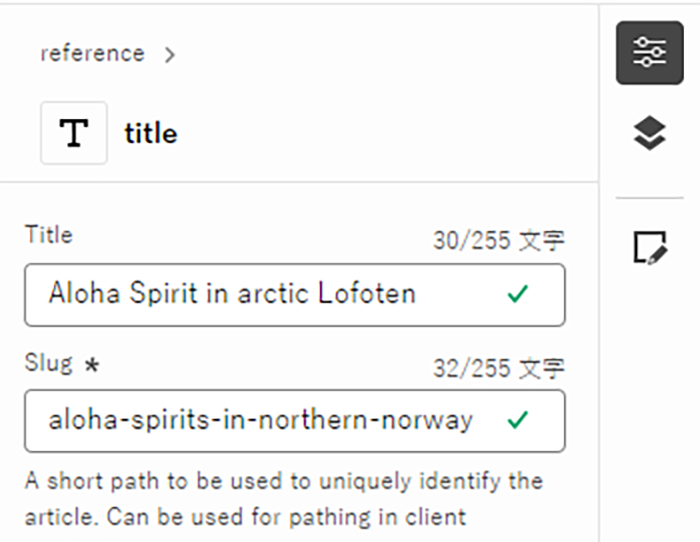 reference >
T title
Title 30/255 文字
Aloha Spirit in arctic Lofoten
Slug * 32/255 文字
aloha-spirits-in-northern-norway
A short path to be used to uniquely identify the
article. Can be used for pathing in client